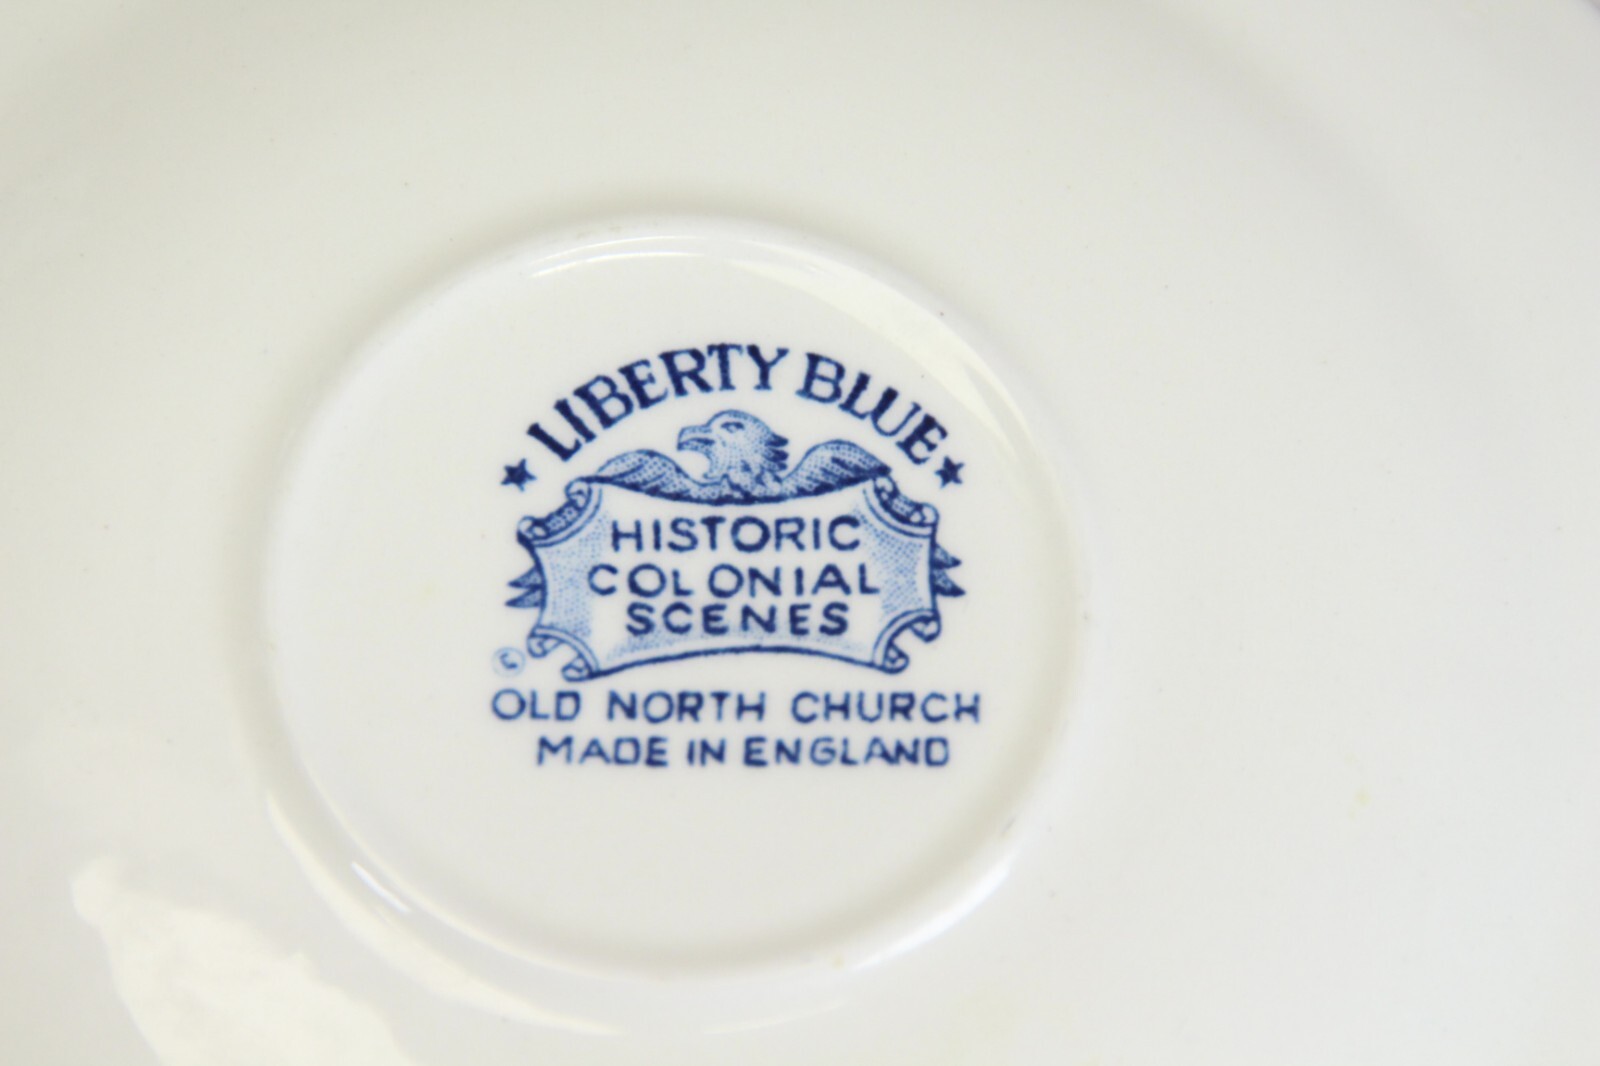 ★ LIBERTY BLUE ★
HISTORIC
COLONIAL
SCENES
©
OLD NORTH CHURCH
MADE IN ENGLAND